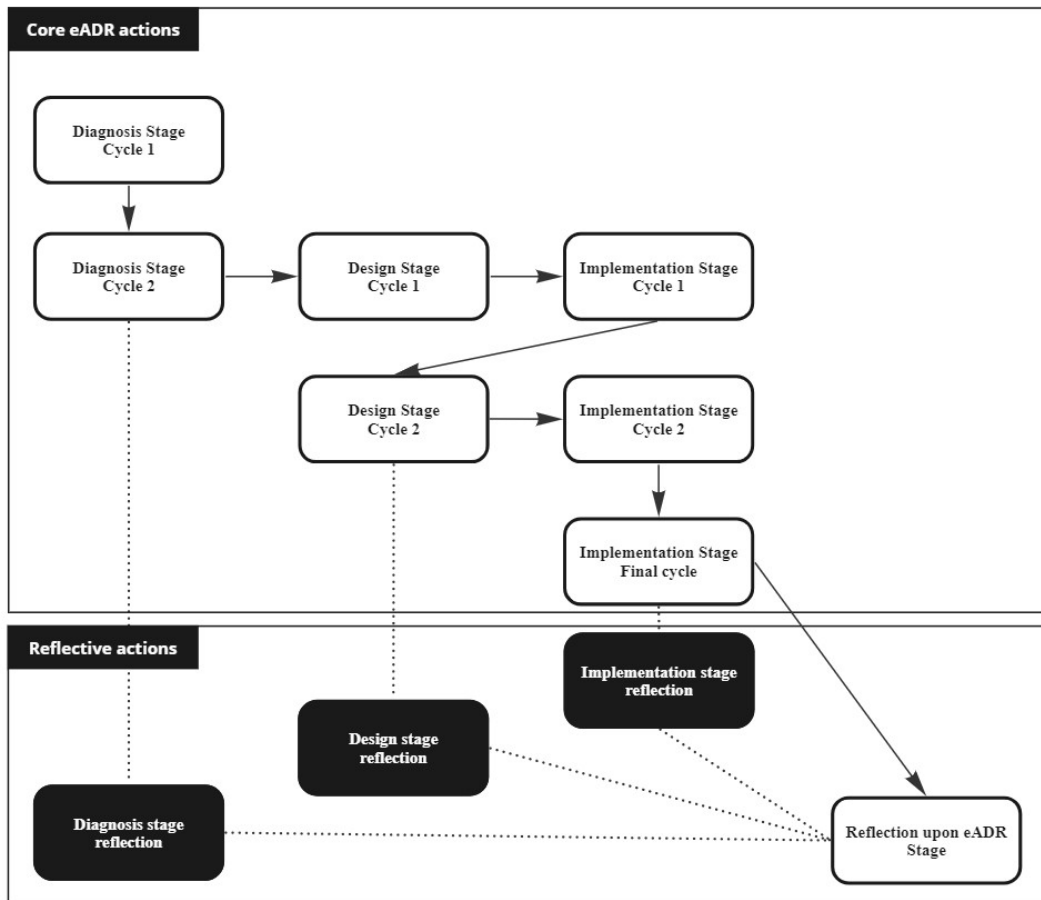 Core eADR actions
Diagnosis Stage
Cycle 1
Diagnosis Stage
Cycle 2
Design Stage
Cycle 1
Implementation Stage
Cycle 1
Design Stage
Cycle 2
Implementation Stage
Cycle 2
Implementation Stage
Final cycle
Reflective actions
Implementation stage
reflection
Design stage
reflection
Diagnosis stage
reflection
Reflection upon eADR
Stage